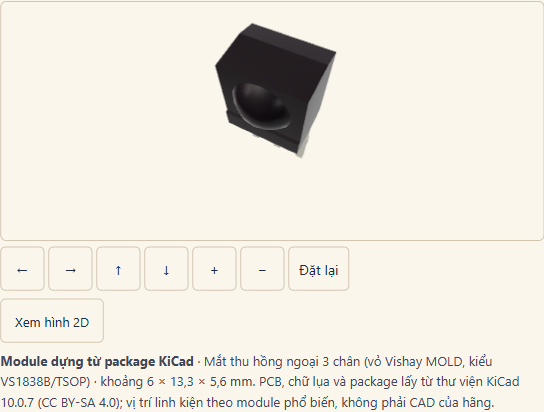 ← → ↑ ↓ + − Đặt lại
Xem hình 2D
Module dựng từ package KiCad · Mắt thu hồng ngoại 3 chân (vỏ Vishay MOLD, kiểu
VS1838B/TSOP) · khoảng 6 × 13,3 × 5,6 mm. PCB, chữ lụa và package lấy từ thư viện KiCad
10.0.7 (CC BY-SA 4.0); vị trí linh kiện theo module phổ biến, không phải CAD của hãng.